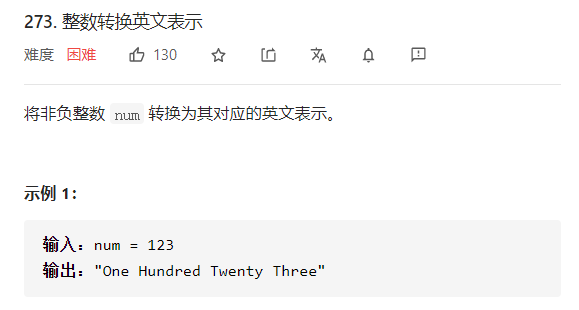 273. 整数转换英文表示
难度 困难 130
将非负整数 num 转换为其对应的英文表示。
示例 1：
输入：num = 123
输出："One Hundred Twenty Three"